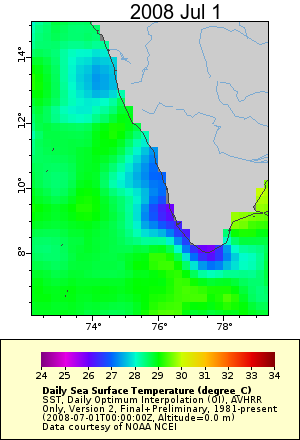 2008 Jul 1
14°
12°
10°
8°
74°
76°
78°
24 25 26 27 28 29 30 31 32 33 34
Daily Sea Surface Temperature (degree_C)
SST, Daily Optimum Interpolation (OI), AVHRR
Only, Version 2, Final+Preliminary, 1981-present
(2008-07-01T00:00:00Z, Altitude=0.0 m)
Data courtesy of NOAA NCEI